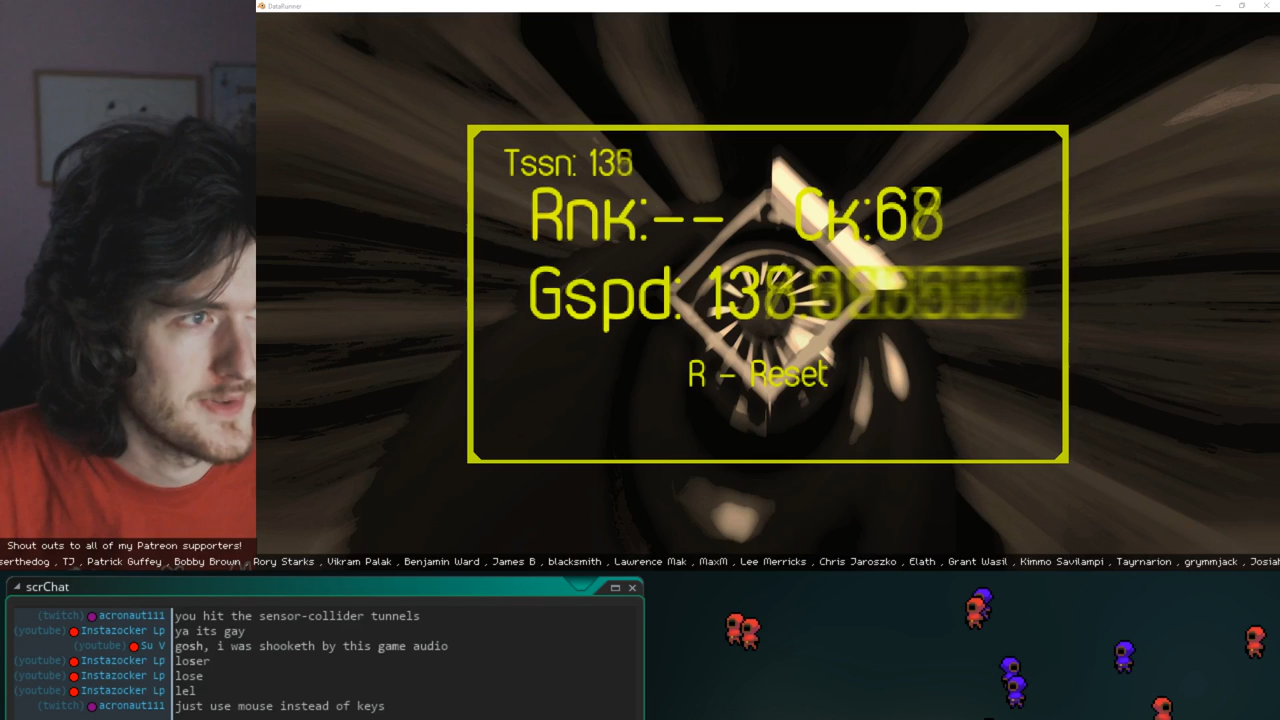 DataRunner
Tssn: 135
Rnk:-- Ck:68
Gspd: 138
R - Reset
Shout outs to all of my Patreon supporters!
serthedog , TJ , Patrick Guffey , Bobby Brown , Rory Starks , Vikram Palak , Benjamin Ward , James B , blacksmith , Lawrence Mak , MaxM , Lee Merricks , Chris Jaroszko , Elath , Grant Wasil , Kimmo Savilampi , Taynarion , grymmjack , Josiah
scrChat
(twitch) acronaut111 you hit the sensor-collider tunnels
(youtube) Instazocker Lp ya its gay
(youtube) Su V gosh, i was shooketh by this game audio
(youtube) Instazocker Lp loser
(youtube) Instazocker Lp lose
(youtube) Instazocker Lp lel
(twitch) acronaut111 just use mouse instead of keys